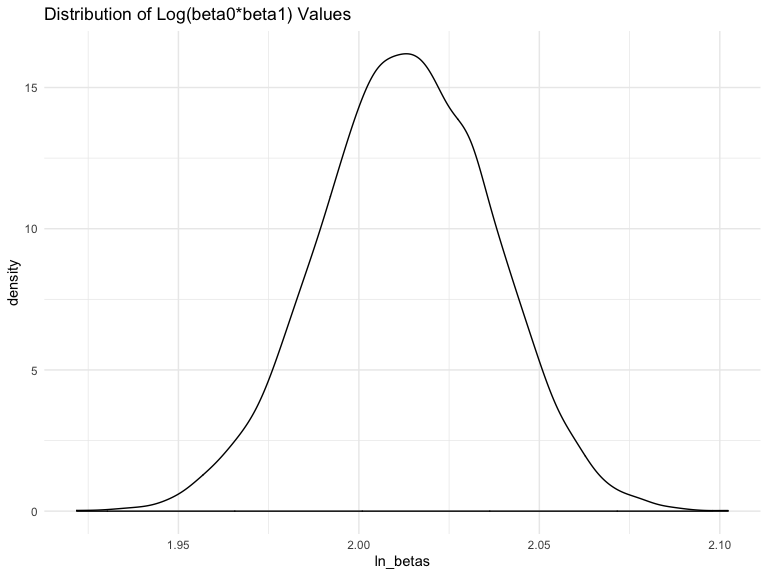 Distribution of Log(beta0*beta1) Values
15
10
5
0
density
1.95
2.00
2.05
2.10
ln_betas